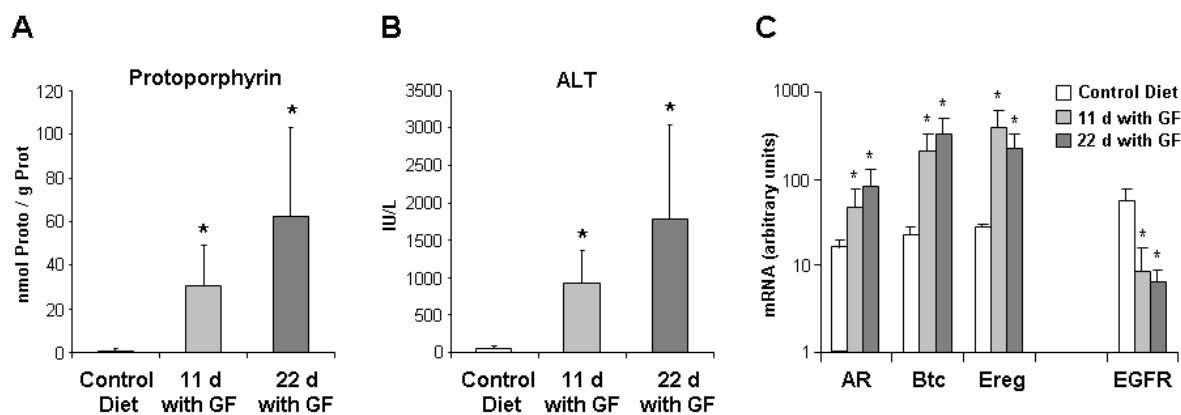 A
Protoporphyrin
nmol Proto / g Prot
120
100
80
60
40
20
0
*
*
Control
Diet
11 d
with GF
22 d
with GF
B
ALT
IU/L
3500
3000
2500
2000
1500
1000
500
0
*
*
Control
Diet
11 d
with GF
22 d
with GF
C
mRNA (arbitrary units)
1000
100
10
1
Control Diet
11 d with GF
22 d with GF
* *
* *
* *
* *
AR
Btc
Ereg
EGFR